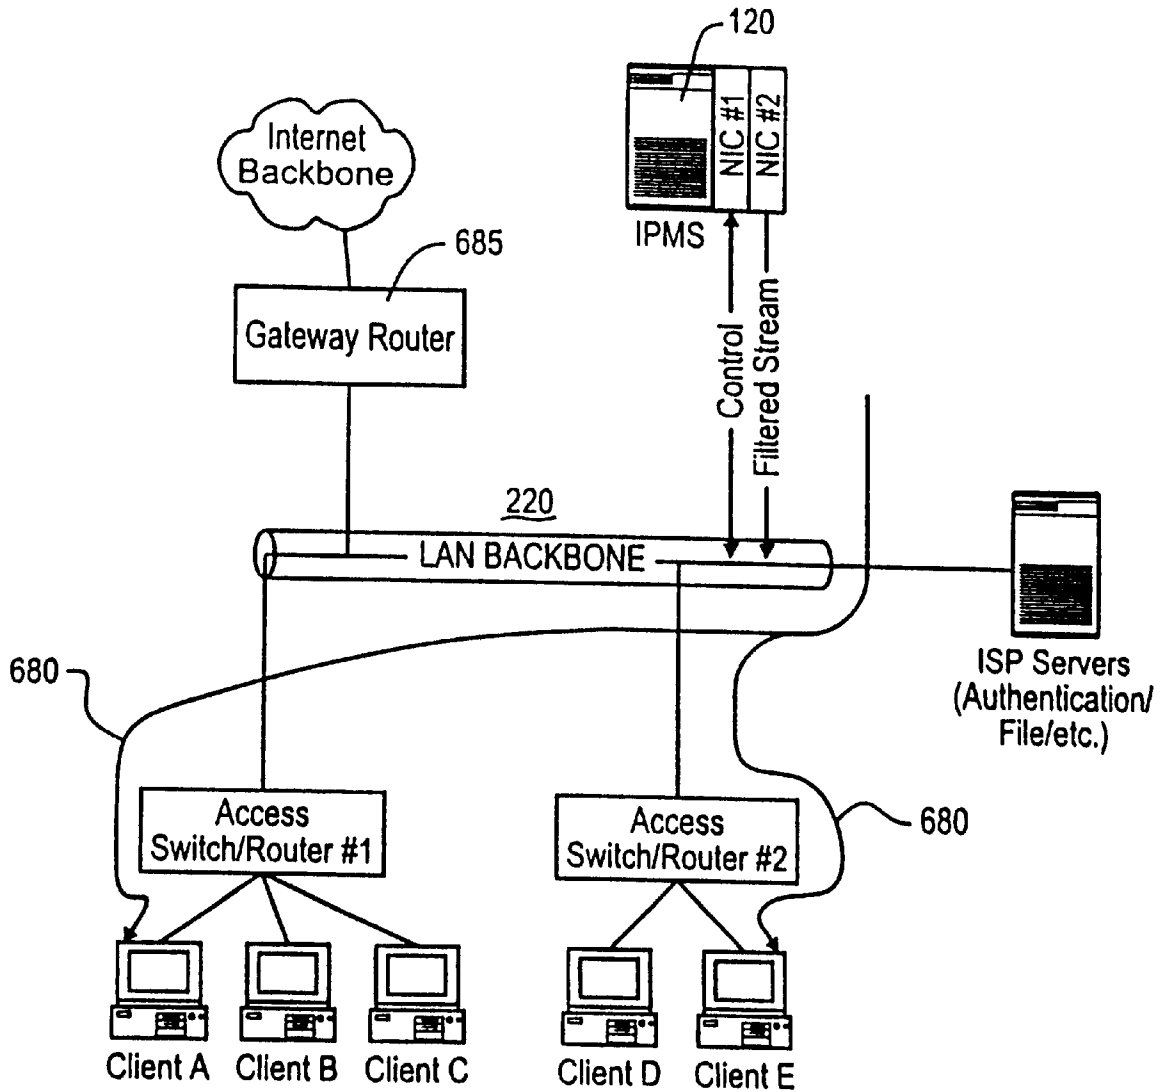 120
Internet
Backbone
NIC #1
NIC #2
IPMS
685
Gateway Router
Control
Filtered Stream
220
LAN BACKBONE
680
ISP Servers
(Authentication/
File/etc.)
Access
Switch/Router #1
Access
Switch/Router #2
680
Client A
Client B
Client C
Client D
Client E